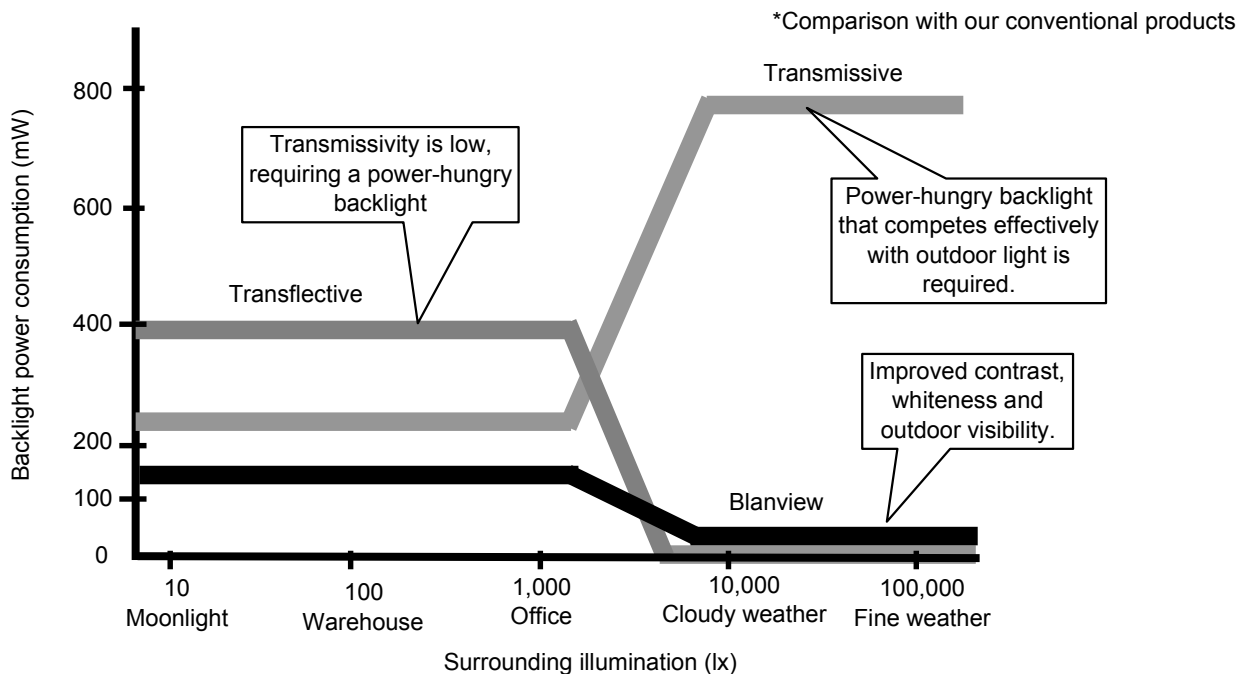 *Comparison with our conventional products
Backlight power consumption (mW)
800
600
400
200
100
0
Transmissive
Transmissivity is low,
requiring a power-hungry
backlight
Power-hungry backlight
that competes effectively
with outdoor light is
required.
Transflective
Improved contrast,
whiteness and
outdoor visibility.
Blanview
10
Moonlight
100
Warehouse
1,000
Office
10,000
Cloudy weather
100,000
Fine weather
Surrounding illumination (lx)